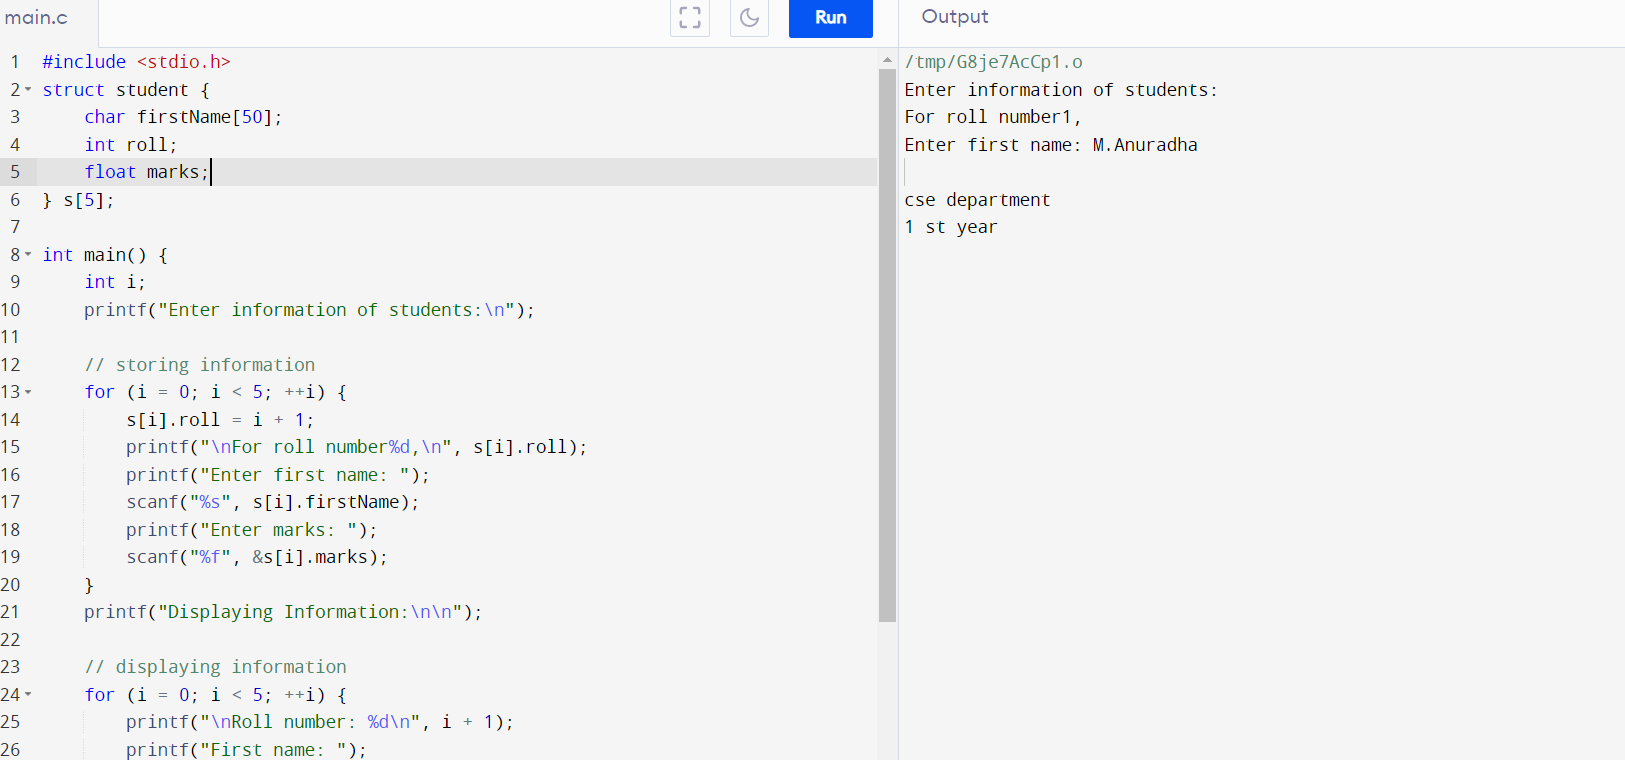 main.c
Run
Output
1 #include <stdio.h>
2 struct student {
3     char firstName[50];
4     int roll;
5     float marks;
6 } s[5];
7
8 int main() {
9     int i;
10     printf("Enter information of students:\n");
11
12     // storing information
13     for (i = 0; i < 5; ++i) {
14         s[i].roll = i + 1;
15         printf("\nFor roll number%d,\n", s[i].roll);
16         printf("Enter first name: ");
17         scanf("%s", s[i].firstName);
18         printf("Enter marks: ");
19         scanf("%f", &s[i].marks);
20     }
21     printf("Displaying Information:\n\n");
22
23     // displaying information
24     for (i = 0; i < 5; ++i) {
25         printf("\nRoll number: %d\n", i + 1);
26         printf("First name: ");
/tmp/G8je7AcCp1.o
Enter information of students:
For roll number1,
Enter first name: M.Anuradha
cse department
1 st year